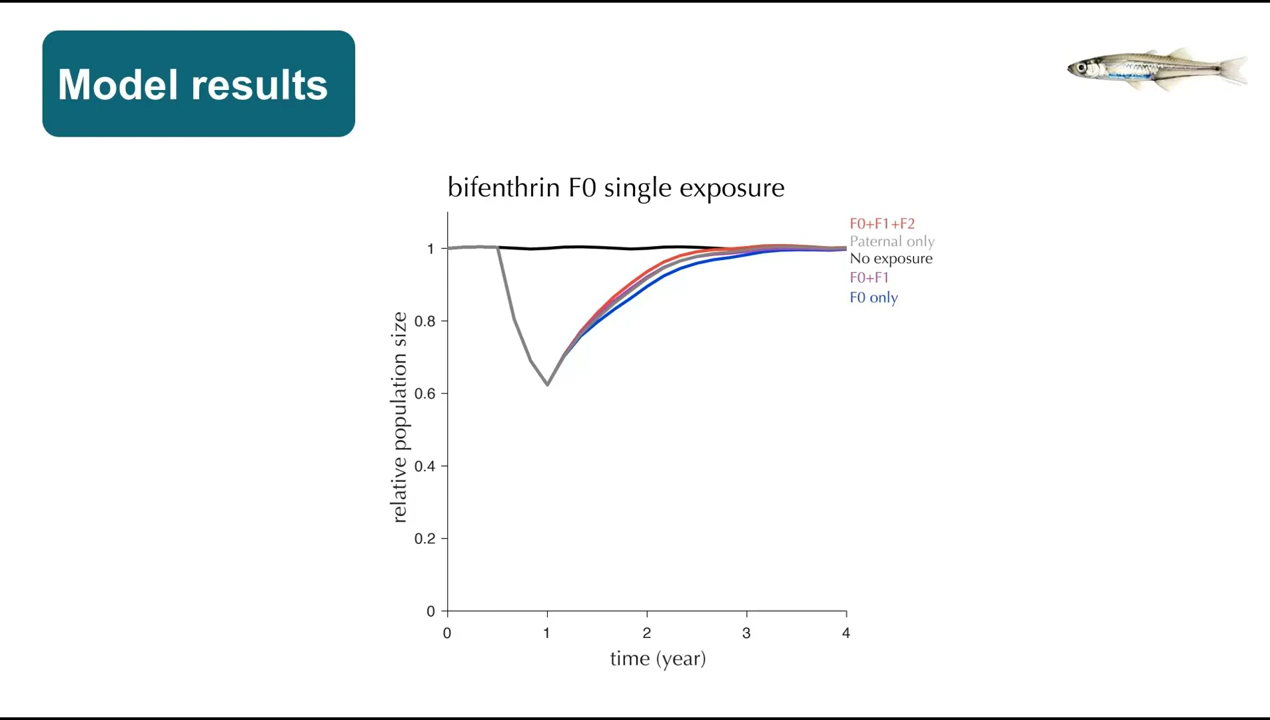 Model results
bifenthrin F0 single exposure
F0+F1+F2
Paternal only
No exposure
F0+F1
F0 only
relative population size
1
0.8
0.6
0.4
0.2
0
0 1 2 3 4
time (year)